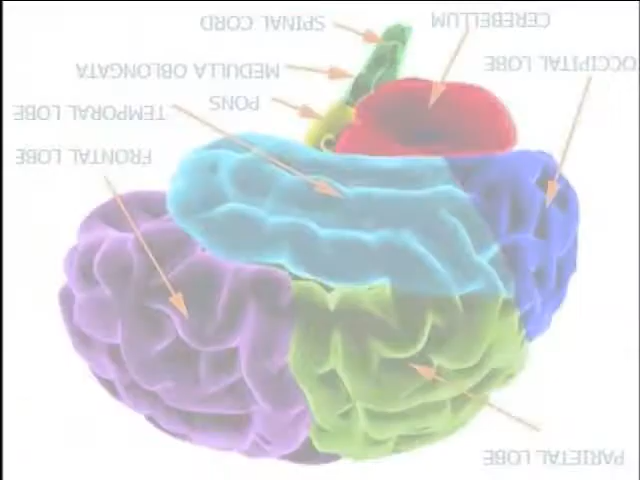 PARIETAL LOBE
FRONTAL LOBE
TEMPORAL LOBE
PONS
MEDULLA OBLONGATA
OCCIPITAL LOBE
SPINAL CORD
CEREBELLUM